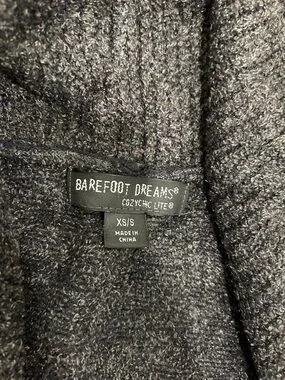 BAREFOOT DREAMS®
COZYCHIC LITE®
XS/S
MADE IN
CHINA